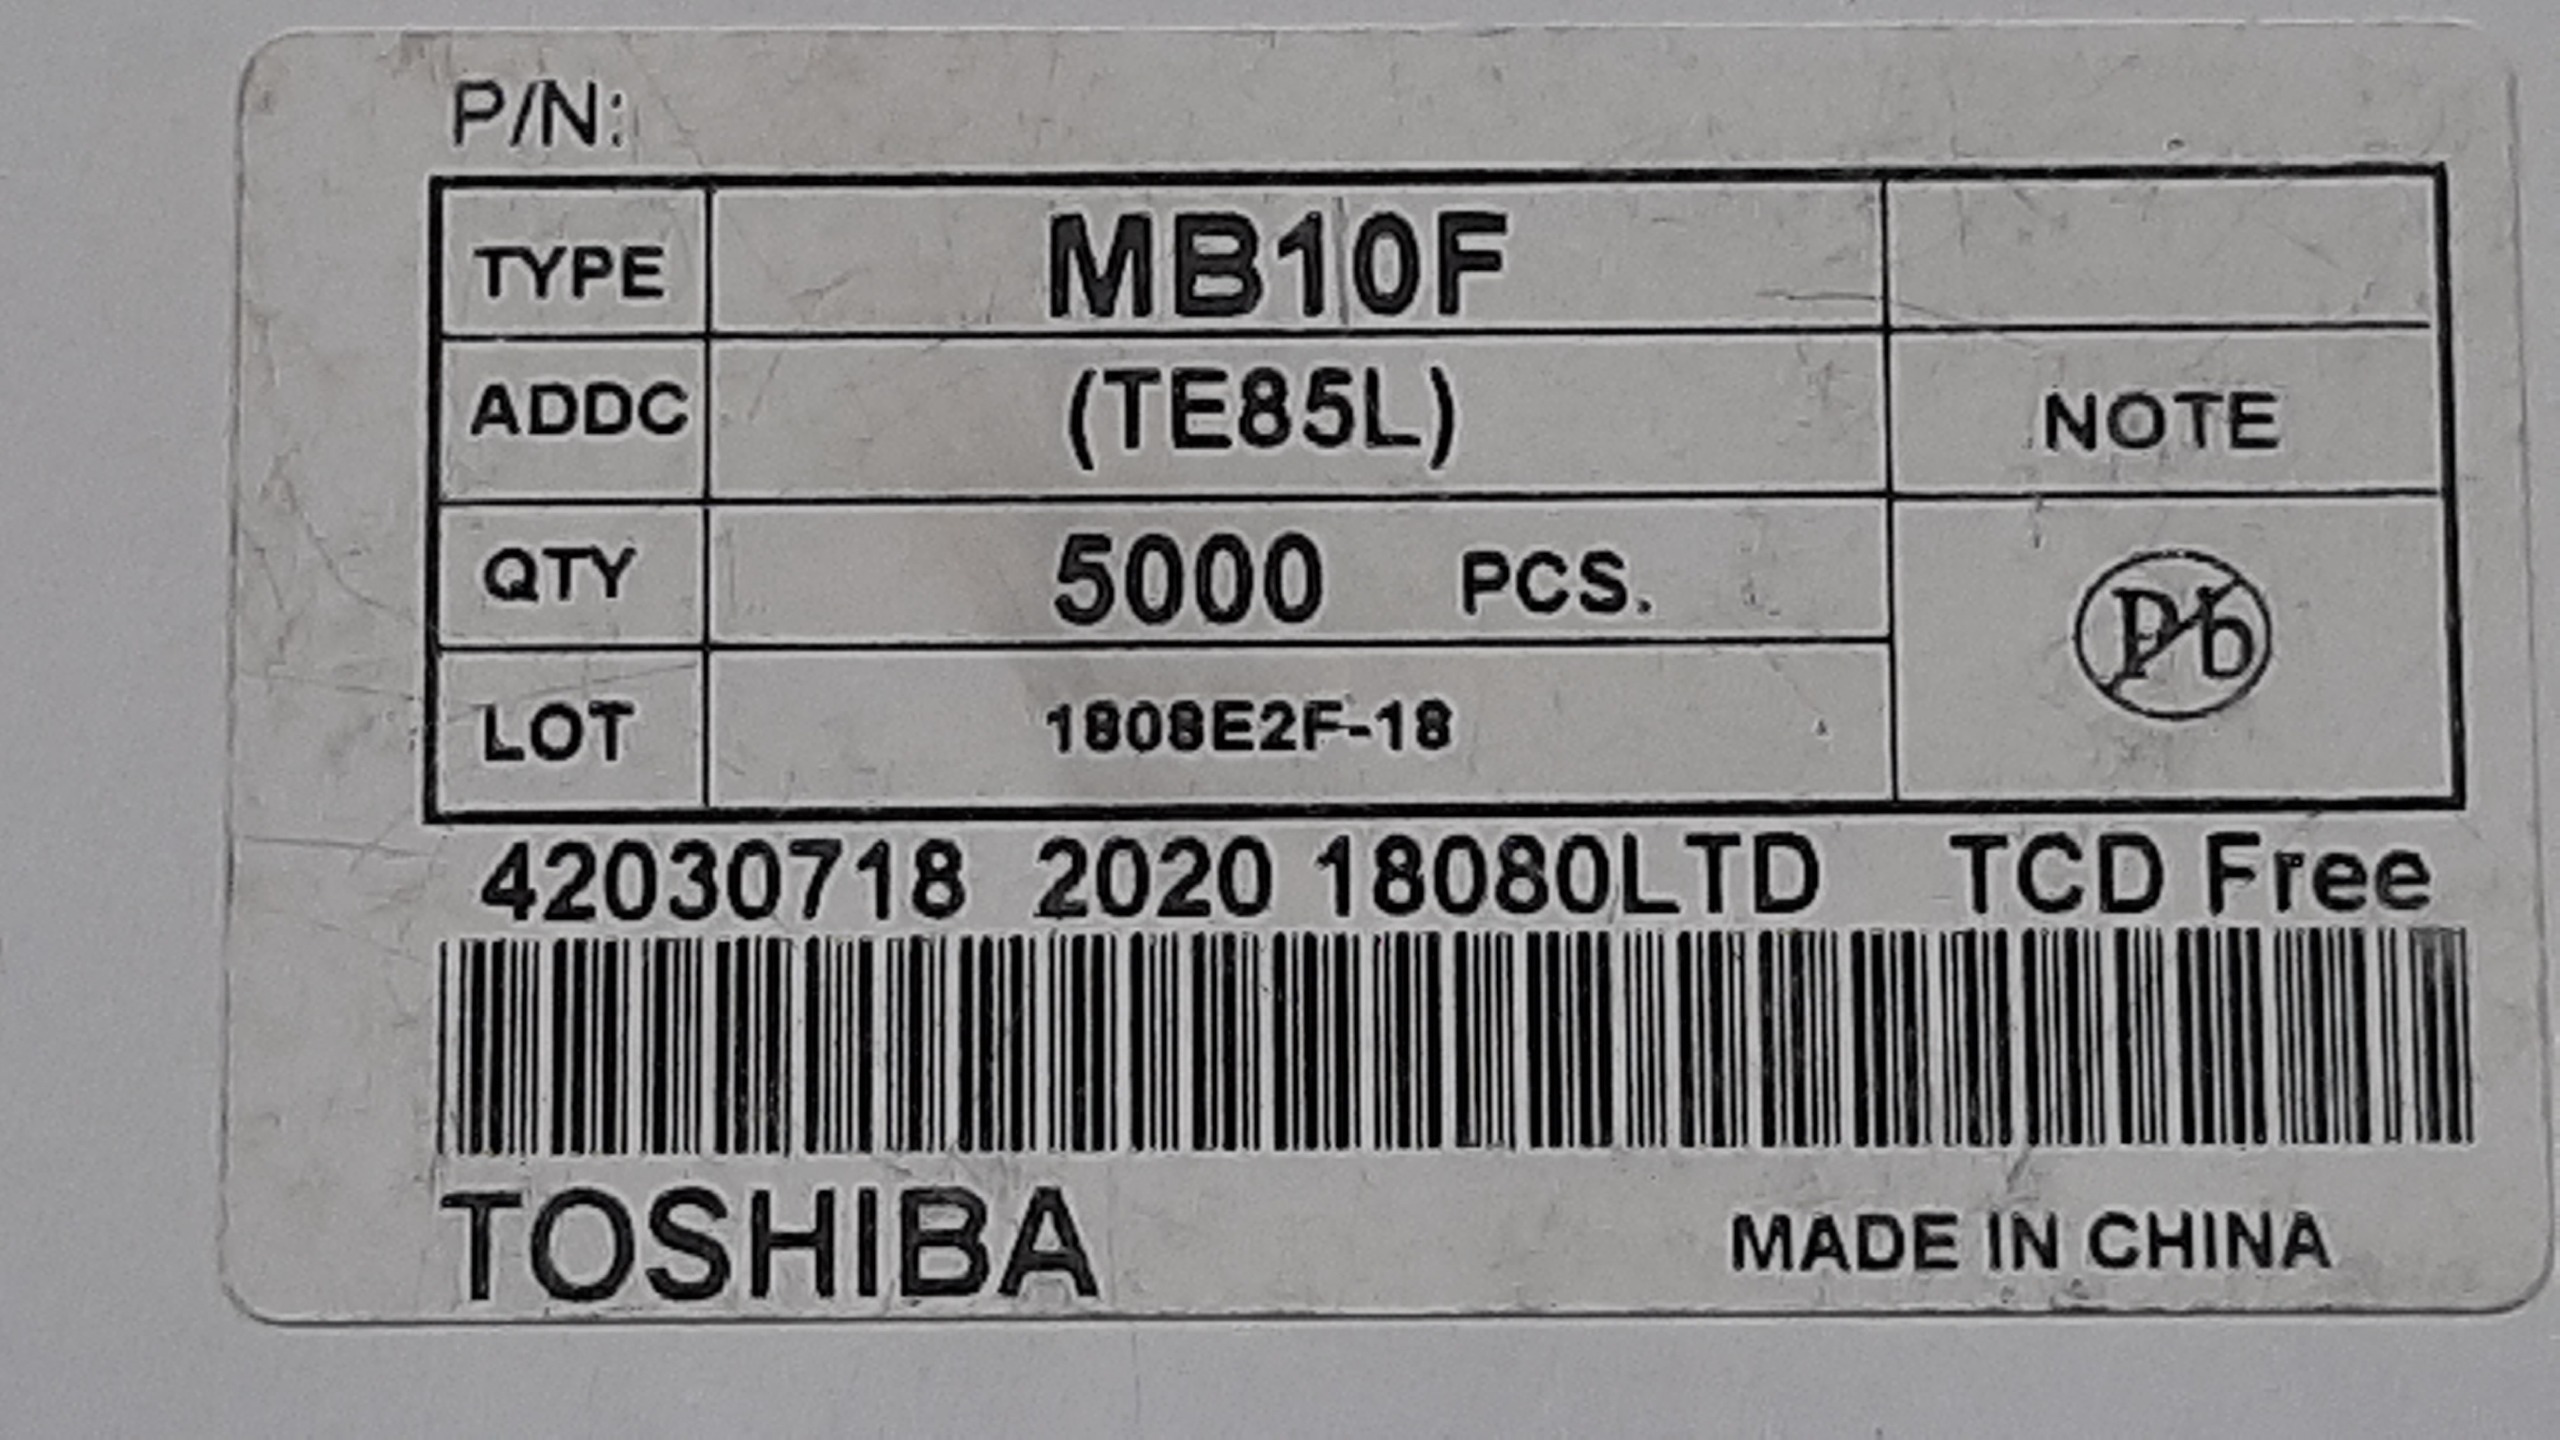 P/N:
TYPE MB10F
ADDC (TE85L) NOTE
QTY 5000 PCS. Pb
LOT 1808E2F-18
42030718 2020 18080LTD TCD Free
TOSHIBA MADE IN CHINA